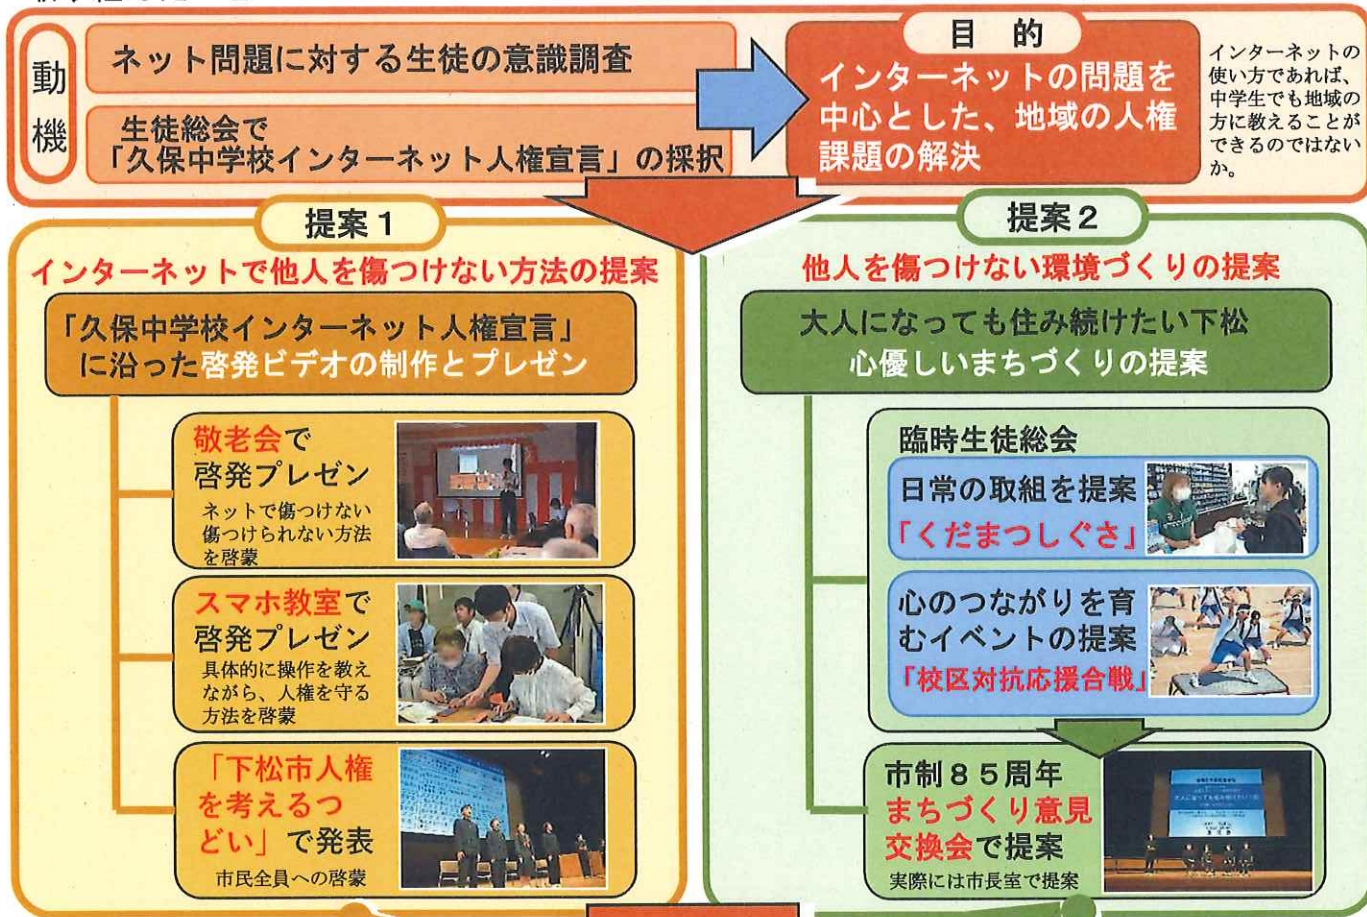 動機
ネット問題に対する生徒の意識調査
生徒総会で
「久保中学校インターネット人権宣言」の採択
目 的
インターネットの問題を
中心とした、地域の人権
課題の解決
インターネットの
使い方であれば、
中学生でも地域の
方に教えることが
できるのではない
か。
提案1
インターネットで他人を傷つけない方法の提案
「久保中学校インターネット人権宣言」
に沿った啓発ビデオの制作とプレゼン
敬老会で
啓発プレゼン
ネットで傷つけない
傷つけられない方法
を啓蒙
スマホ教室で
啓発プレゼン
具体的に操作を教え
ながら、人権を守る
方法を啓蒙
「下松市人権
を考えるつ
どい」で発表
市民全員への啓蒙
提案2
他人を傷つけない環境づくりの提案
大人になっても住み続けたい下松
心優しいまちづくりの提案
臨時生徒総会
日常の取組を提案
「くだまつしぐさ」
心のつながりを育
むイベントの提案
「校区対抗応援合戦」
市制85周年
まちづくり意見
交換会で提案
実際には市長室で提案